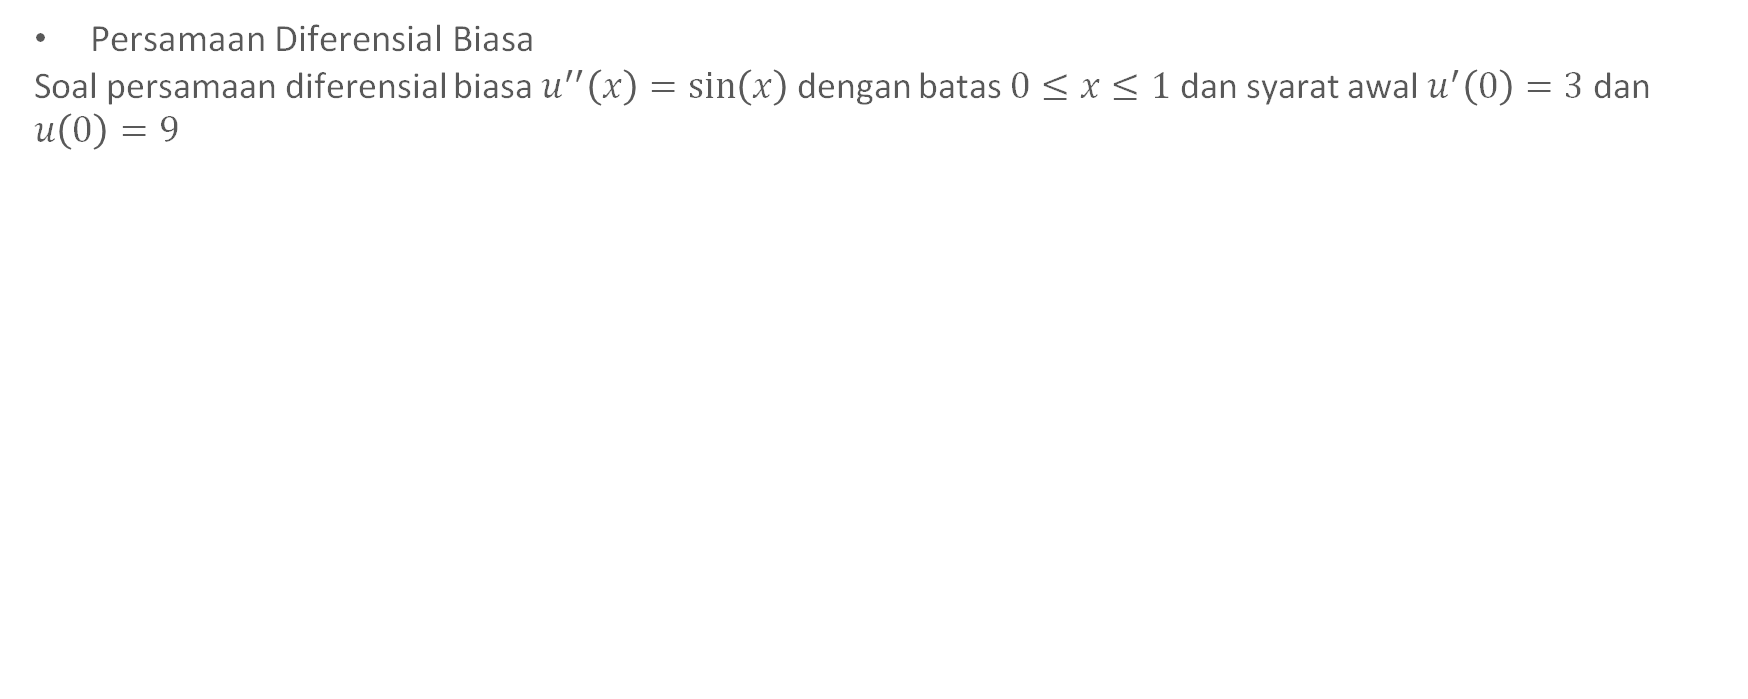 • Persamaan Diferensial Biasa
Soal persamaan diferensial biasa u′′(x) = sin(x) dengan batas 0 ≤ x ≤ 1 dan syarat awal u′(0) = 3 dan
u(0) = 9